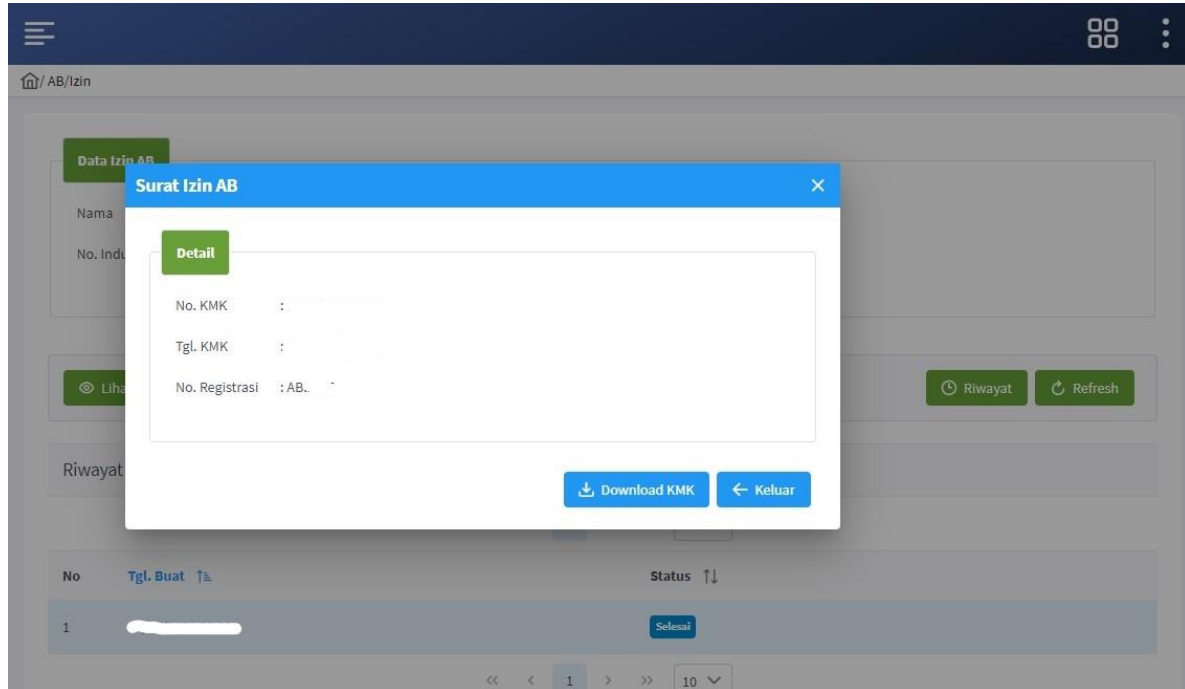 / AB/Izin
Data Izin AB
Surat Izin AB
Nama
No. Indu
Detail
No. KMK :
Tgl. KMK :
No. Registrasi : AB.
Liha
Riwayat
Refresh
Riwayat
Download KMK
Keluar
No Tgl. Buat Status
1 Selesai
<< < 1 > >> 10